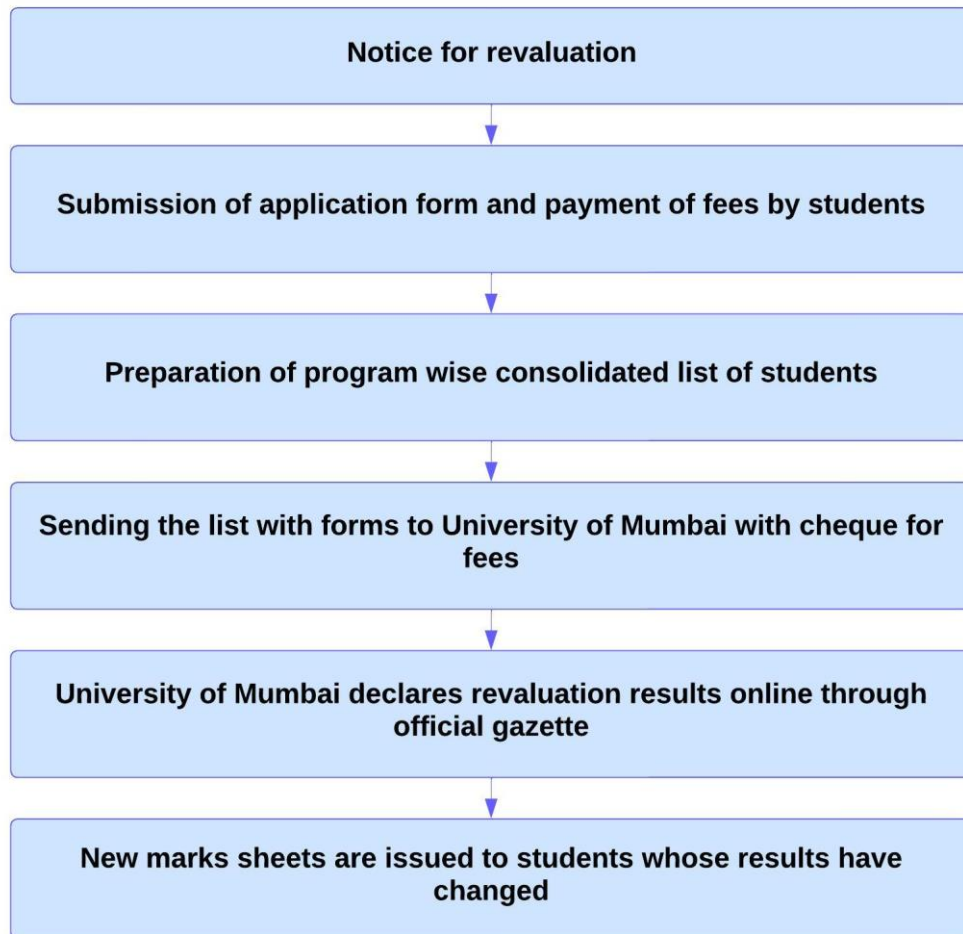 Notice for revaluation
Submission of application form and payment of fees by students
Preparation of program wise consolidated list of students
Sending the list with forms to University of Mumbai with cheque for
fees
University of Mumbai declares revaluation results online through
official gazette
New marks sheets are issued to students whose results have
changed